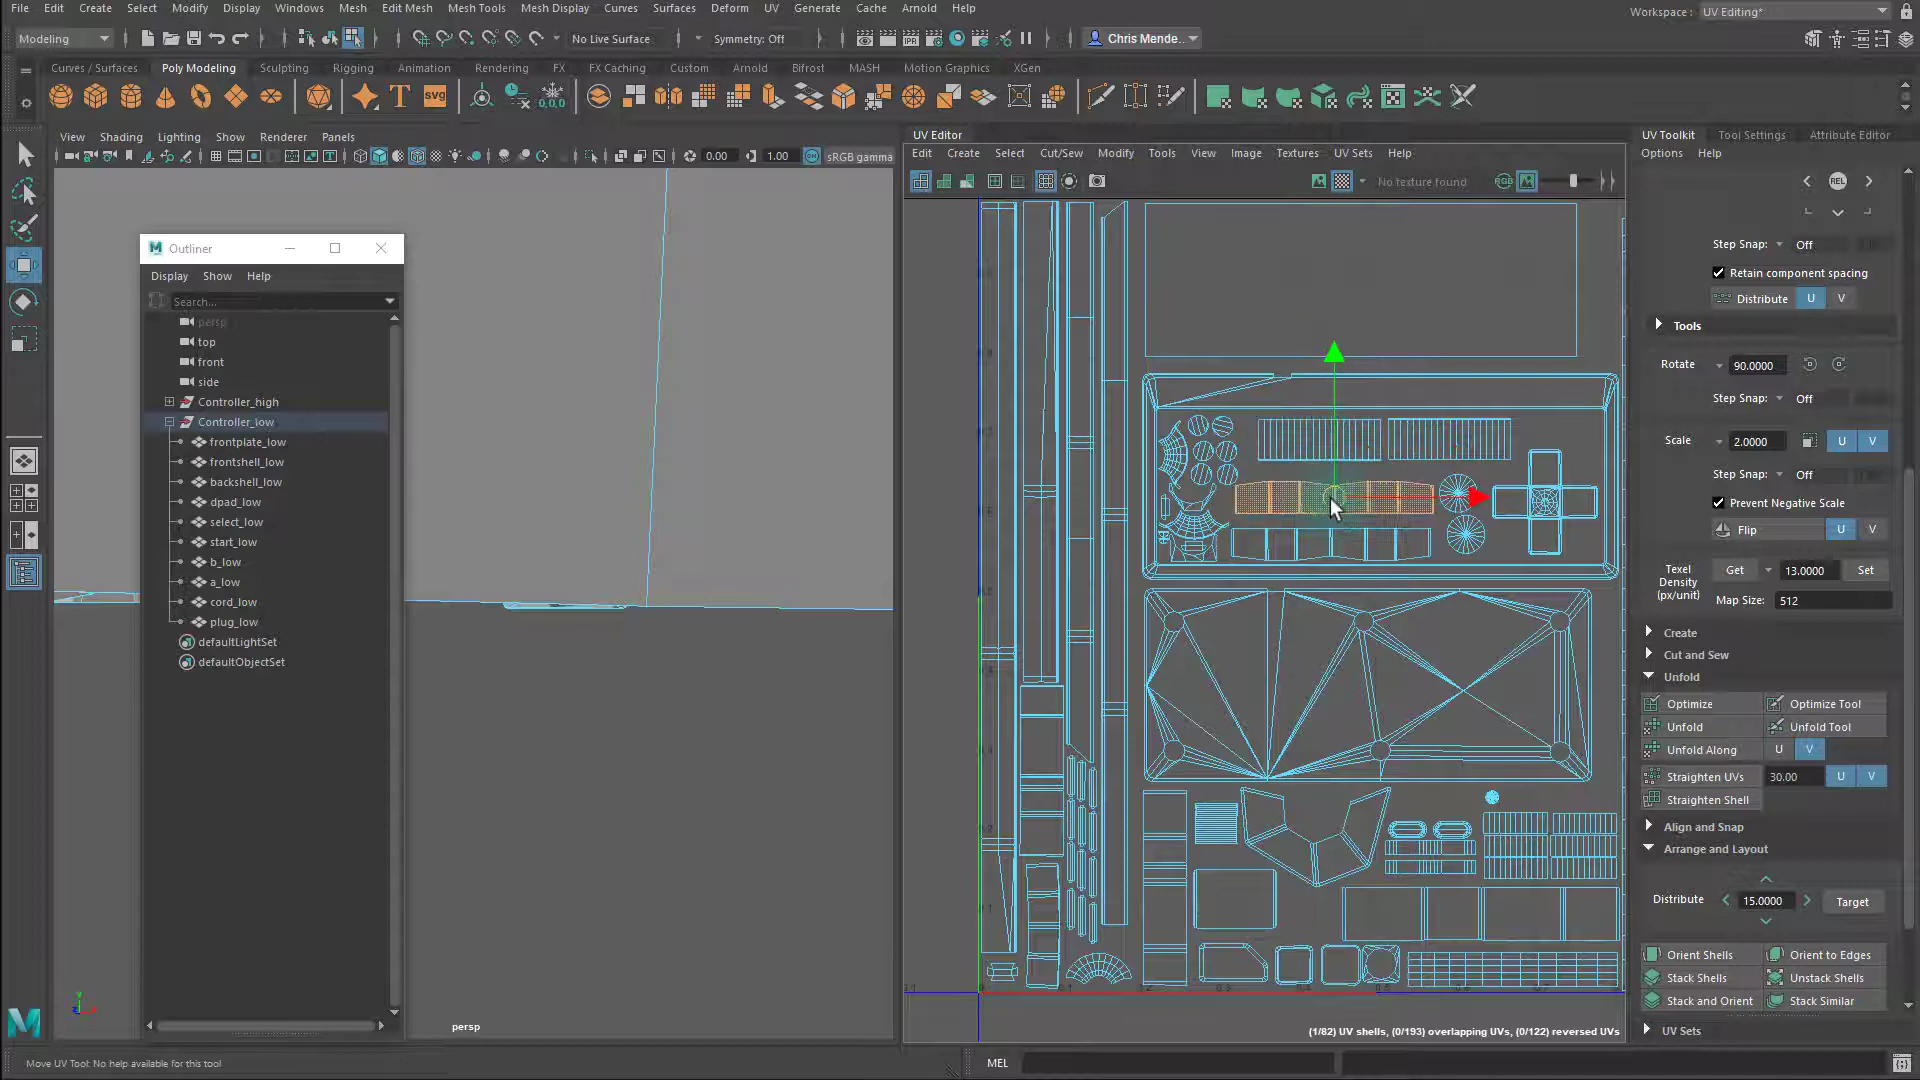 File Edit Create Select Modify Display Windows Mesh Edit Mesh Mesh Tools Mesh Display Curves Surfaces Deform UV Generate Cache Arnold Help
Workspace : UV Editing*
Modeling
No Live Surface
Symmetry: Off
IPR
Chris Mende..
Curves / Surfaces Poly Modeling Sculpting Rigging Animation Rendering FX FX Caching Custom Arnold Bifrost MASH Motion Graphics XGen
T
SVG
0,0,0
View Shading Lighting Show Renderer Panels
0.00
1.00
sRGB gamma
UV Editor
Edit Create Select Cut/Sew Modify Tools View Image Textures UV Sets Help
No texture found
RGB
UV Toolkit Tool Settings Attribute Editor
Options Help
REL
Step Snap: Off
Retain component spacing
Distribute U V
Tools
Rotate 90.0000
Step Snap: Off
Scale 2.0000 U V
Step Snap: Off
Prevent Negative Scale
Flip U V
Texel Density (px/unit) Get 13.0000 Set
Map Size: 512
Create
Cut and Sew
Unfold
Optimize Optimize Tool
Unfold Unfold Tool
Unfold Along U V
Straighten UVs 30.00 U V
Straighten Shell
Align and Snap
Arrange and Layout
Distribute 15.0000 Target
Orient Shells Orient to Edges
Stack Shells Unstack Shells
Stack and Orient Stack Similar
UV Sets
Outliner
Display Show Help
Search...
persp
top
front
side
Controller_high
Controller_low
frontplate_low
frontshell_low
backshell_low
dpad_low
select_low
start_low
b_low
a_low
cord_low
plug_low
defaultLightSet
defaultObjectSet
persp
(1/82) UV shells, (0/193) overlapping UVs, (0/122) reversed UVs
Move UV Tool: No help available for this tool
MEL